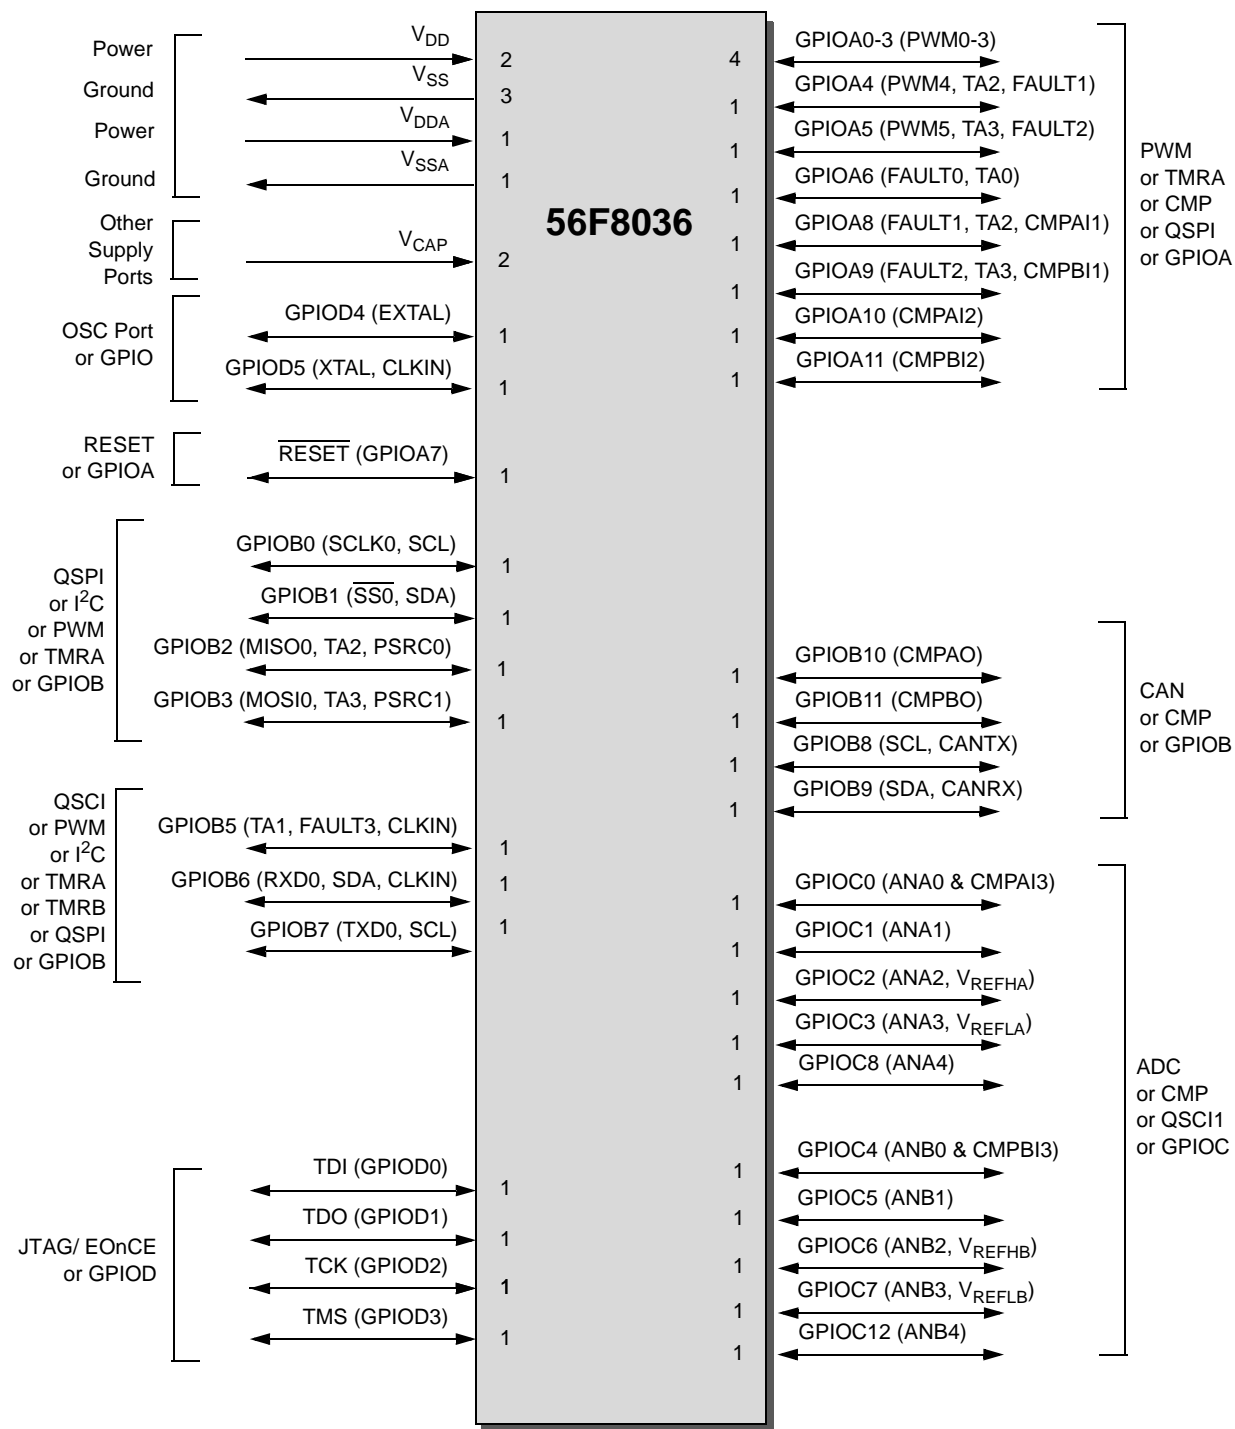 Power
Ground
Power
Ground
Other
Supply
Ports
OSC Port
or GPIO
RESET
or GPIOA
QSPI
or I²C
or PWM
or TMRA
or GPIOB
QSCI
or PWM
or I²C
or TMRA
or TMRB
or QSPI
or GPIOB
JTAG/ EOnCE
or GPIOD
VDD
2
VSS
3
VDDA
1
VSSA
1
VCAP
2
GPIOD4 (EXTAL)
1
GPIOD5 (XTAL, CLKIN)
1
RESET (GPIOA7)
1
GPIOB0 (SCLK0, SCL)
1
GPIOB1 (SS0, SDA)
1
GPIOB2 (MISO0, TA2, PSRC0)
1
GPIOB3 (MOSI0, TA3, PSRC1)
1
GPIOB5 (TA1, FAULT3, CLKIN)
1
GPIOB6 (RXD0, SDA, CLKIN)
1
GPIOB7 (TXD0, SCL)
1
TDI (GPIOD0)
1
TDO (GPIOD1)
1
TCK (GPIOD2)
1
TMS (GPIOD3)
1
56F8036
4
GPIOA0-3 (PWM0-3)
1
GPIOA4 (PWM4, TA2, FAULT1)
1
GPIOA5 (PWM5, TA3, FAULT2)
1
GPIOA6 (FAULT0, TA0)
1
GPIOA8 (FAULT1, TA2, CMPAI1)
1
GPIOA9 (FAULT2, TA3, CMPBI1)
1
GPIOA10 (CMPAI2)
1
GPIOA11 (CMPBI2)
1
GPIOB10 (CMPAO)
1
GPIOB11 (CMPBO)
1
GPIOB8 (SCL, CANTX)
1
GPIOB9 (SDA, CANRX)
1
GPIOC0 (ANA0 & CMPAI3)
1
GPIOC1 (ANA1)
1
GPIOC2 (ANA2, VREFHA)
1
GPIOC3 (ANA3, VREFLA)
1
GPIOC8 (ANA4)
1
GPIOC4 (ANB0 & CMPBI3)
1
GPIOC5 (ANB1)
1
GPIOC6 (ANB2, VREFHB)
1
GPIOC7 (ANB3, VREFLB)
1
GPIOC12 (ANB4)
PWM
or TMRA
or CMP
or QSPI
or GPIOA
CAN
or CMP
or GPIOB
ADC
or CMP
or QSCI1
or GPIOC